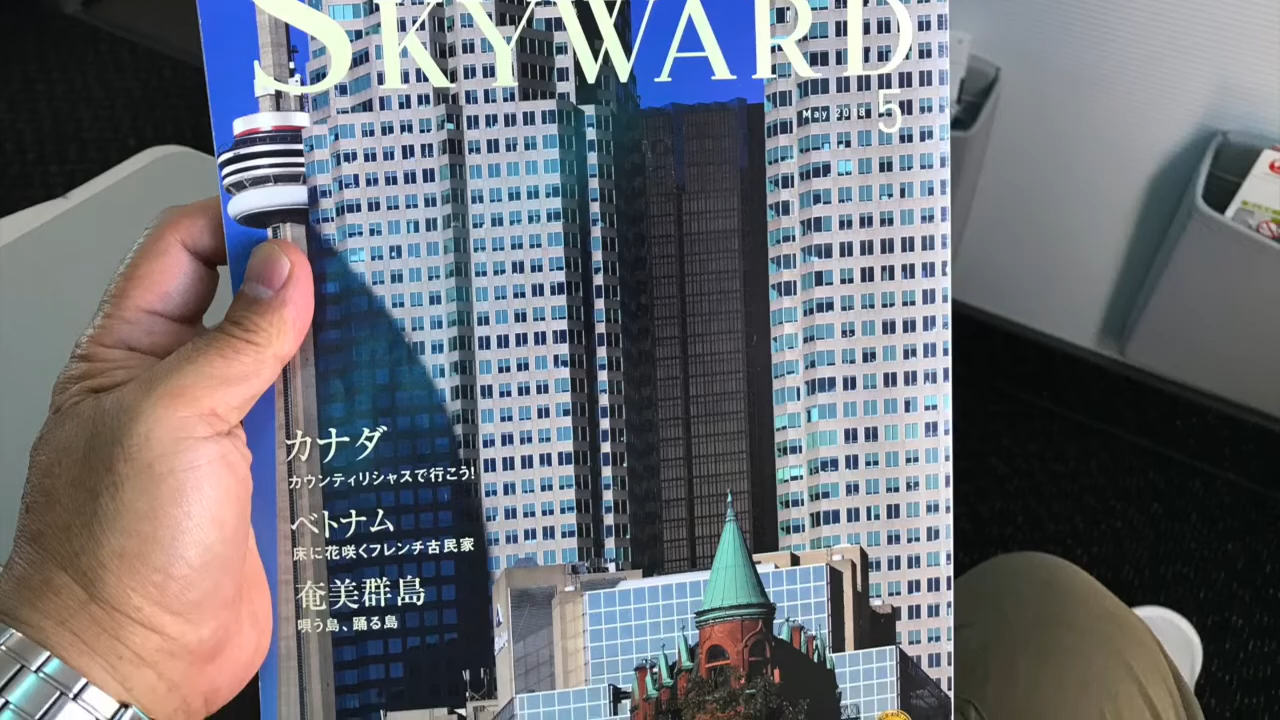 SKYWARD
May 2018 5
カナダ
カウンティリシャスで行こう!
ベトナム
床に花咲くフレンチ古民家
奄美群島
唄う島、踊る島